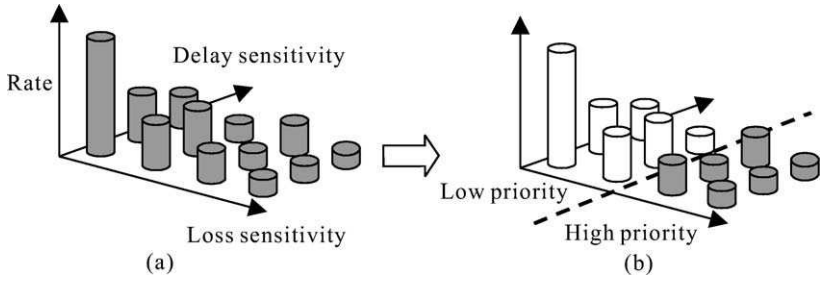 Delay sensitivity
Rate
Loss sensitivity
(a)
Low priority
High priority
(b)